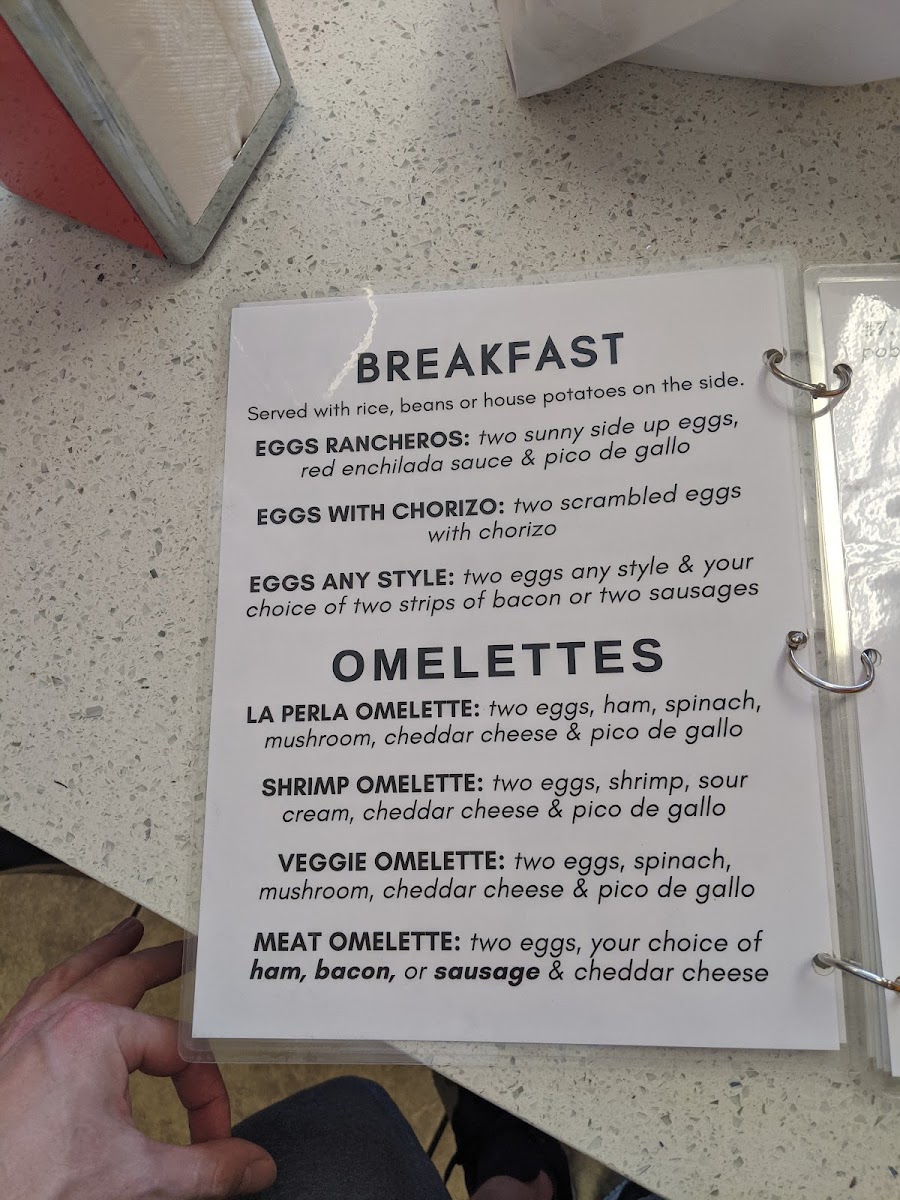 BREAKFAST
Served with rice, beans or house potatoes on the side.
EGGS RANCHEROS: two sunny side up eggs,
red enchilada sauce & pico de gallo
EGGS WITH CHORIZO: two scrambled eggs
with chorizo
EGGS ANY STYLE: two eggs any style & your
choice of two strips of bacon or two sausages
OMELETTES
LA PERLA OMELETTE: two eggs, ham, spinach,
mushroom, cheddar cheese & pico de gallo
SHRIMP OMELETTE: two eggs, shrimp, sour
cream, cheddar cheese & pico de gallo
VEGGIE OMELETTE: two eggs, spinach,
mushroom, cheddar cheese & pico de gallo
MEAT OMELETTE: two eggs, your choice of
ham, bacon, or sausage & cheddar cheese
#7.